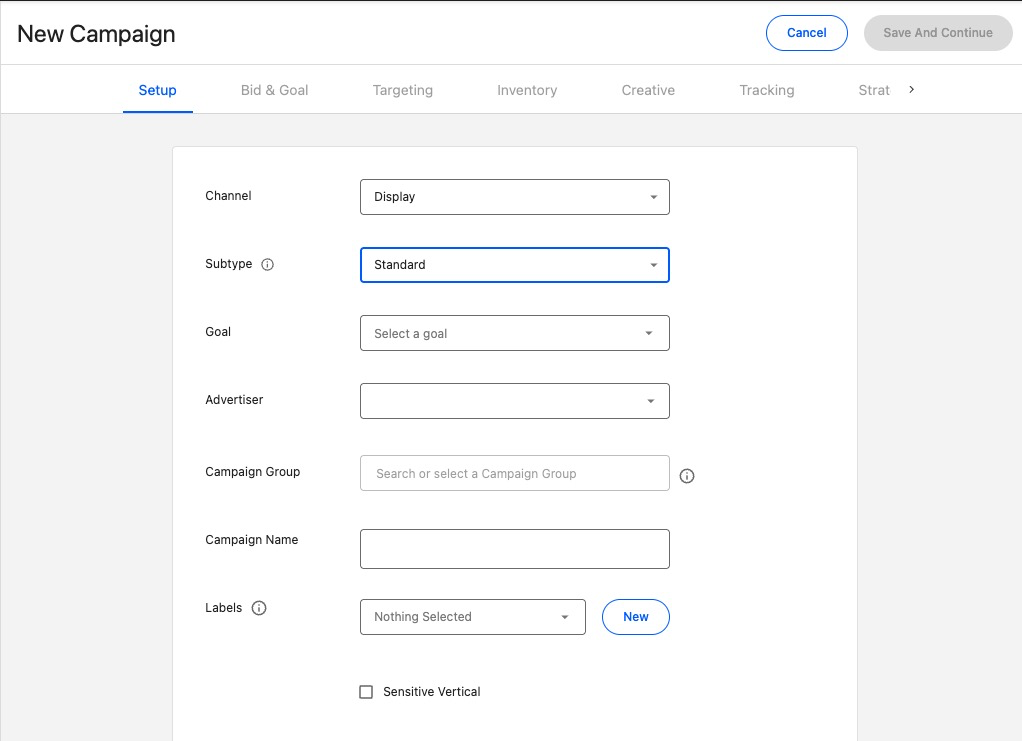 New Campaign
Cancel
Save And Continue
Setup
Bid & Goal
Targeting
Inventory
Creative
Tracking
Strat
Channel
Display
Subtype
Standard
Goal
Select a goal
Advertiser
Campaign Group
Search or select a Campaign Group
Campaign Name
Labels
Nothing Selected
New
Sensitive Vertical